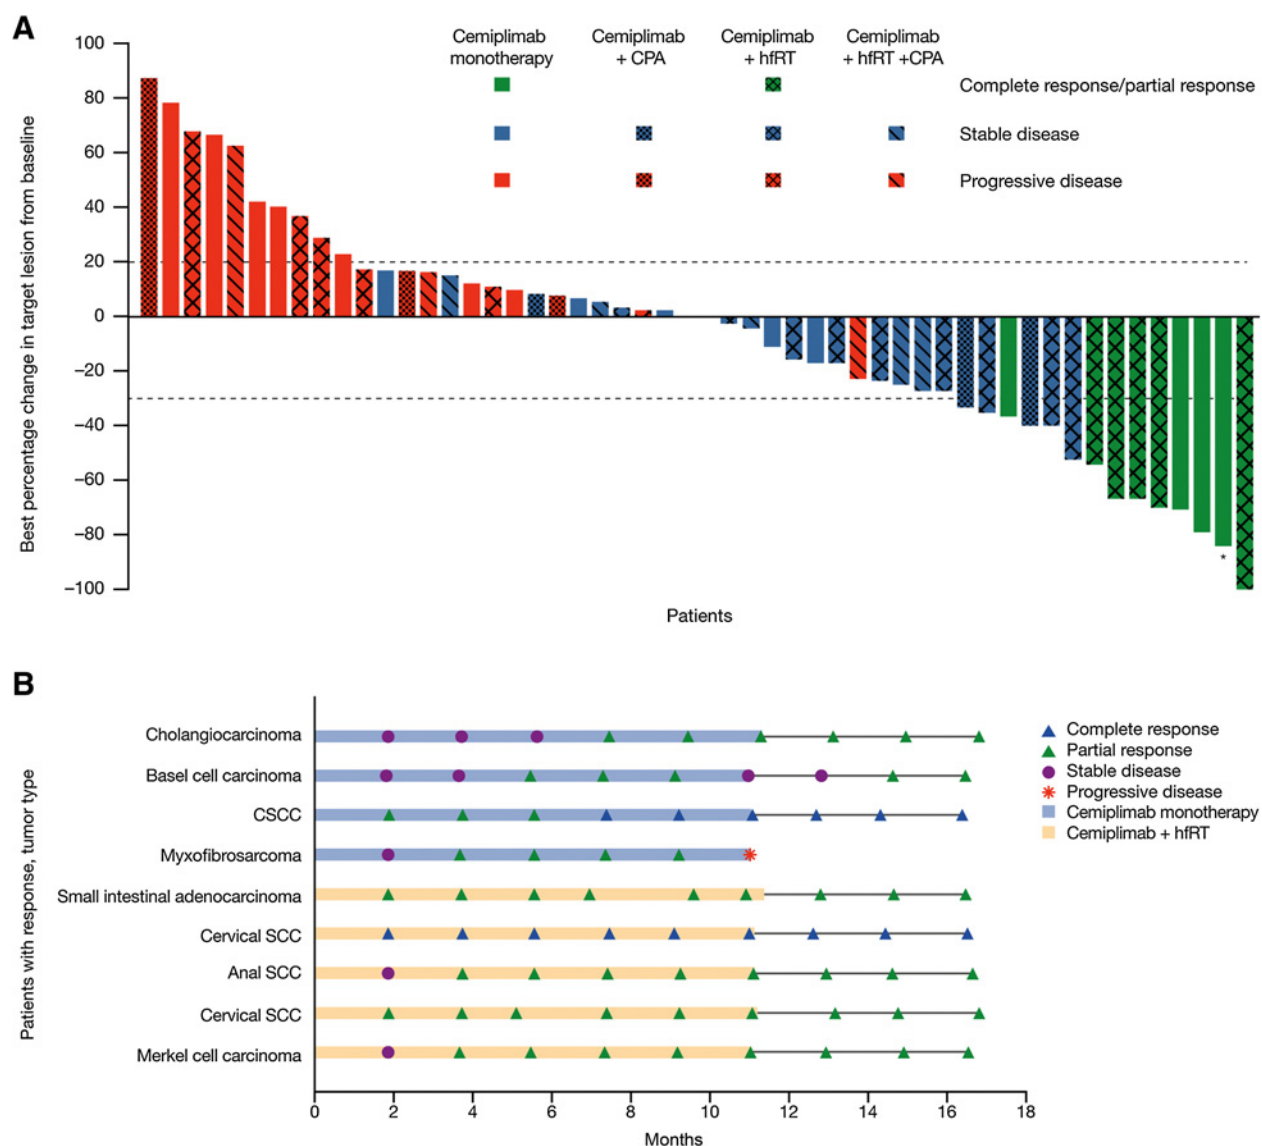 A
Cemiplimab monotherapy
Cemiplimab + CPA
Cemiplimab + hfRT
Cemiplimab + hfRT +CPA
Complete response/partial response
Stable disease
Progressive disease
Best percentage change in target lesion from baseline
100
80
60
40
20
0
−20
−40
−60
−80
−100
*
Patients
B
Patients with response, tumor type
Cholangiocarcinoma
Basel cell carcinoma
CSCC
Myxofibrosarcoma
Small intestinal adenocarcinoma
Cervical SCC
Anal SCC
Cervical SCC
Merkel cell carcinoma
Complete response
Partial response
Stable disease
Progressive disease
Cemiplimab monotherapy
Cemiplimab + hfRT
0 2 4 6 8 10 12 14 16 18
Months